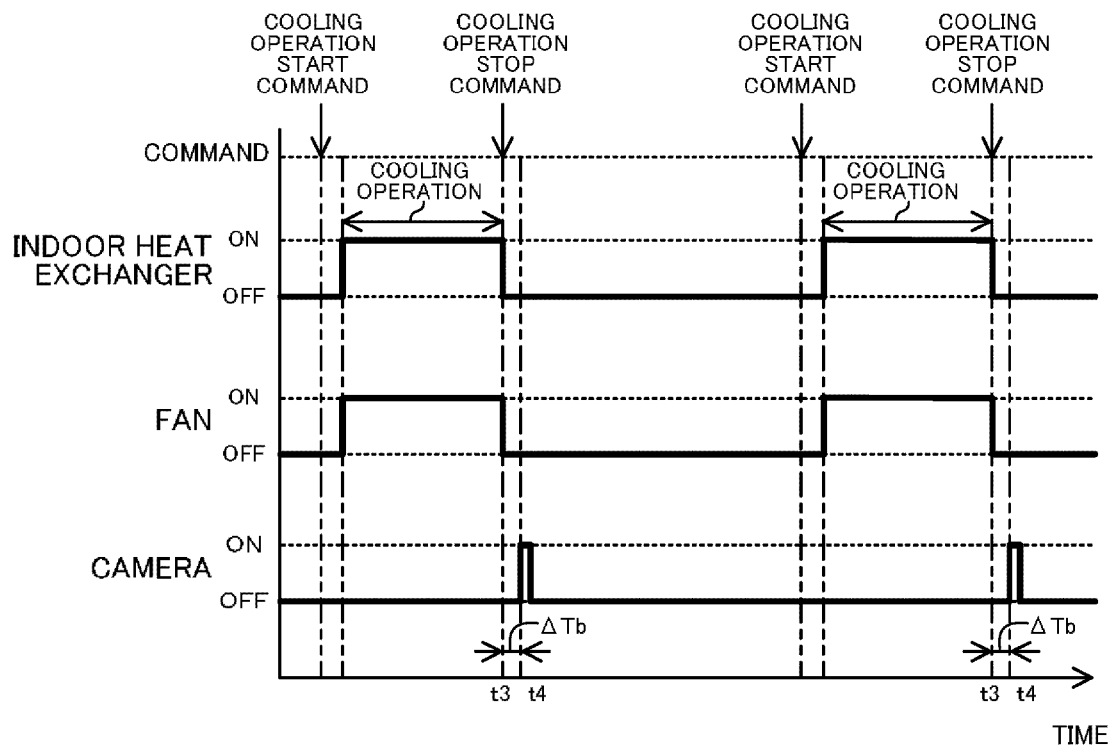 COOLING
OPERATION
START
COMMAND
COOLING
OPERATION
STOP
COMMAND
COOLING
OPERATION
START
COMMAND
COOLING
OPERATION
STOP
COMMAND
COMMAND
COOLING
OPERATION
COOLING
OPERATION
INDOOR HEAT
EXCHANGER
ON
OFF
FAN
ON
OFF
CAMERA
ON
OFF
ΔTb
ΔTb
t3 t4
t3 t4
TIME